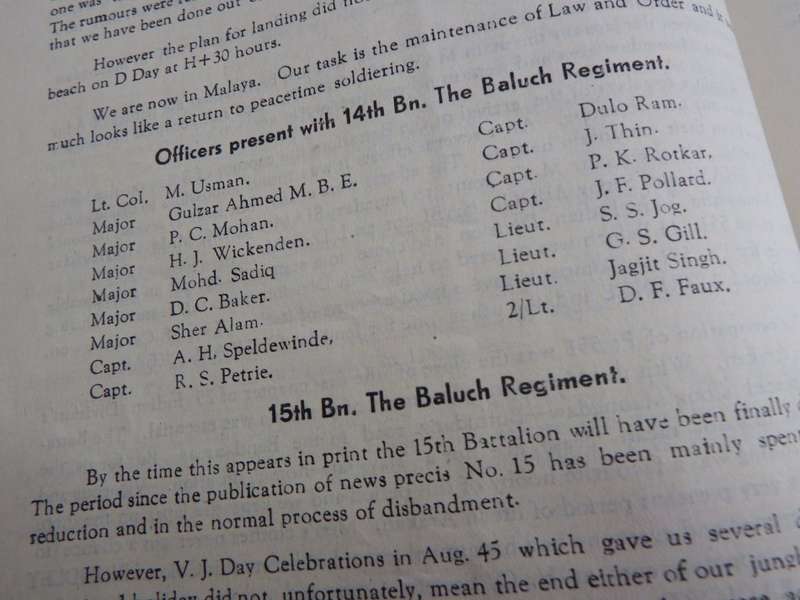 one was
The rumours were
that we have been done out
However the plan for landing did
beach on D Day at H+30 hours.
We are now in Malaya. Our task is the maintenance of Law and Order and
much looks like a return to peacetime soldiering.
Officers present with 14th Bn. The Baluch Regiment.
Lt. Col. M. Usman.
Major Gulzar Ahmed M. B. E.
Major P. C. Mohan.
Major H. J. Wickenden.
Major Mohd. Sadiq
Major D. C. Baker.
Major Sher Alam.
Capt. A. H. Speldewinde,
Capt. R. S. Petrie.
Capt. Dulo Ram.
Capt. J. Thin.
Capt. P. K. Rotkar,
Capt. J. F. Pollard.
Lieut. S. S. Jog.
Lieut. G. S. Gill.
Lieut. Jagjit Singh.
2/Lt. D. F. Faux.
15th Bn. The Baluch Regiment.
By the time this appears in print the 15th Battalion will have been finally
The period since the publication of news precis No. 15 has been mainly spent
reduction and in the normal process of disbandment.
However, V. J. Day Celebrations in Aug. 45 which gave us several
holiday did not, unfortunately, mean the end either of our